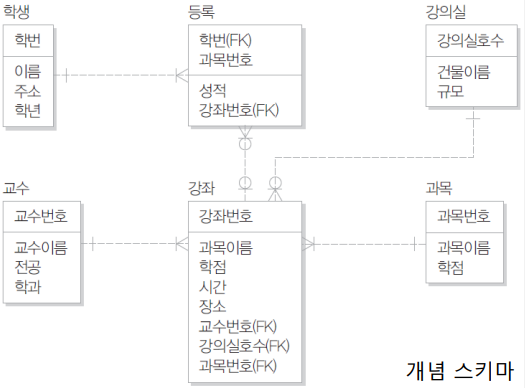 학생
학번
이름
주소
학년
등록
학번(FK)
과목번호
성적
강좌번호(FK)
강의실
강의실호수
건물이름
규모
교수
교수번호
교수이름
전공
학과
강좌
강좌번호
과목이름
학점
시간
장소
교수번호(FK)
강의실호수(FK)
과목번호(FK)
과목
과목번호
과목이름
학점
개념 스키마